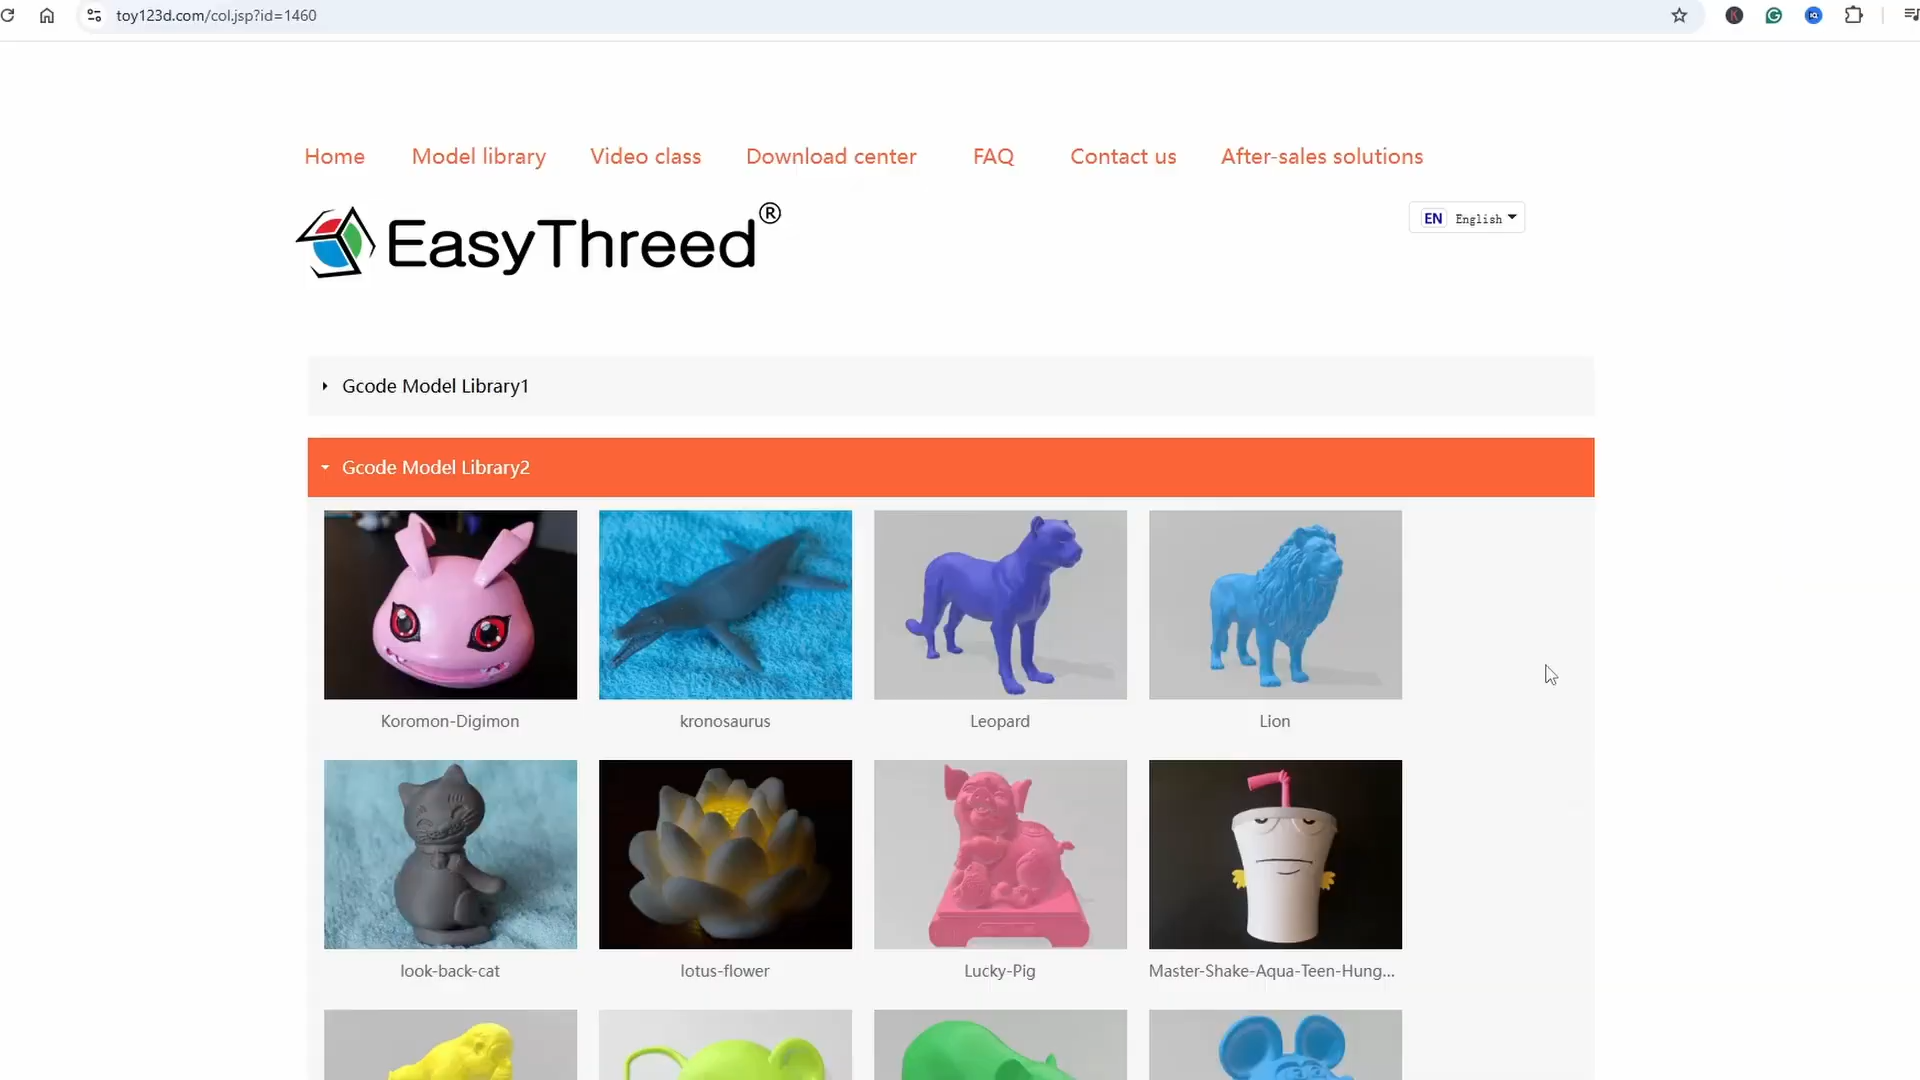 toy123d.com/col.jsp?id=1460
Home Model library Video class Download center FAQ Contact us After-sales solutions
EasyThreed®
EN English
Gcode Model Library1
Gcode Model Library2
Koromon-Digimon kronosaurus Leopard Lion
look-back-cat lotus-flower Lucky-Pig Master-Shake-Aqua-Teen-Hung...